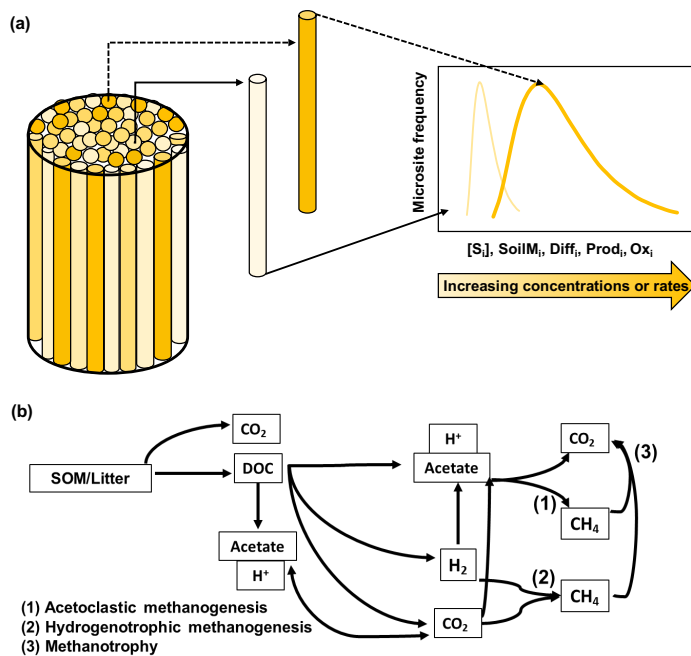 (a)
Microsite frequency
[Sᵢ], SoilMᵢ, Diffᵢ, Prodᵢ, Oxᵢ
Increasing concentrations or rates
(b)
SOM/Litter
CO₂
DOC
Acetate
H⁺
H⁺
Acetate
H₂
CO₂
CO₂
(3)
(1)
CH₄
(2)
CH₄
(1) Acetoclastic methanogenesis
(2) Hydrogenotrophic methanogenesis
(3) Methanotrophy